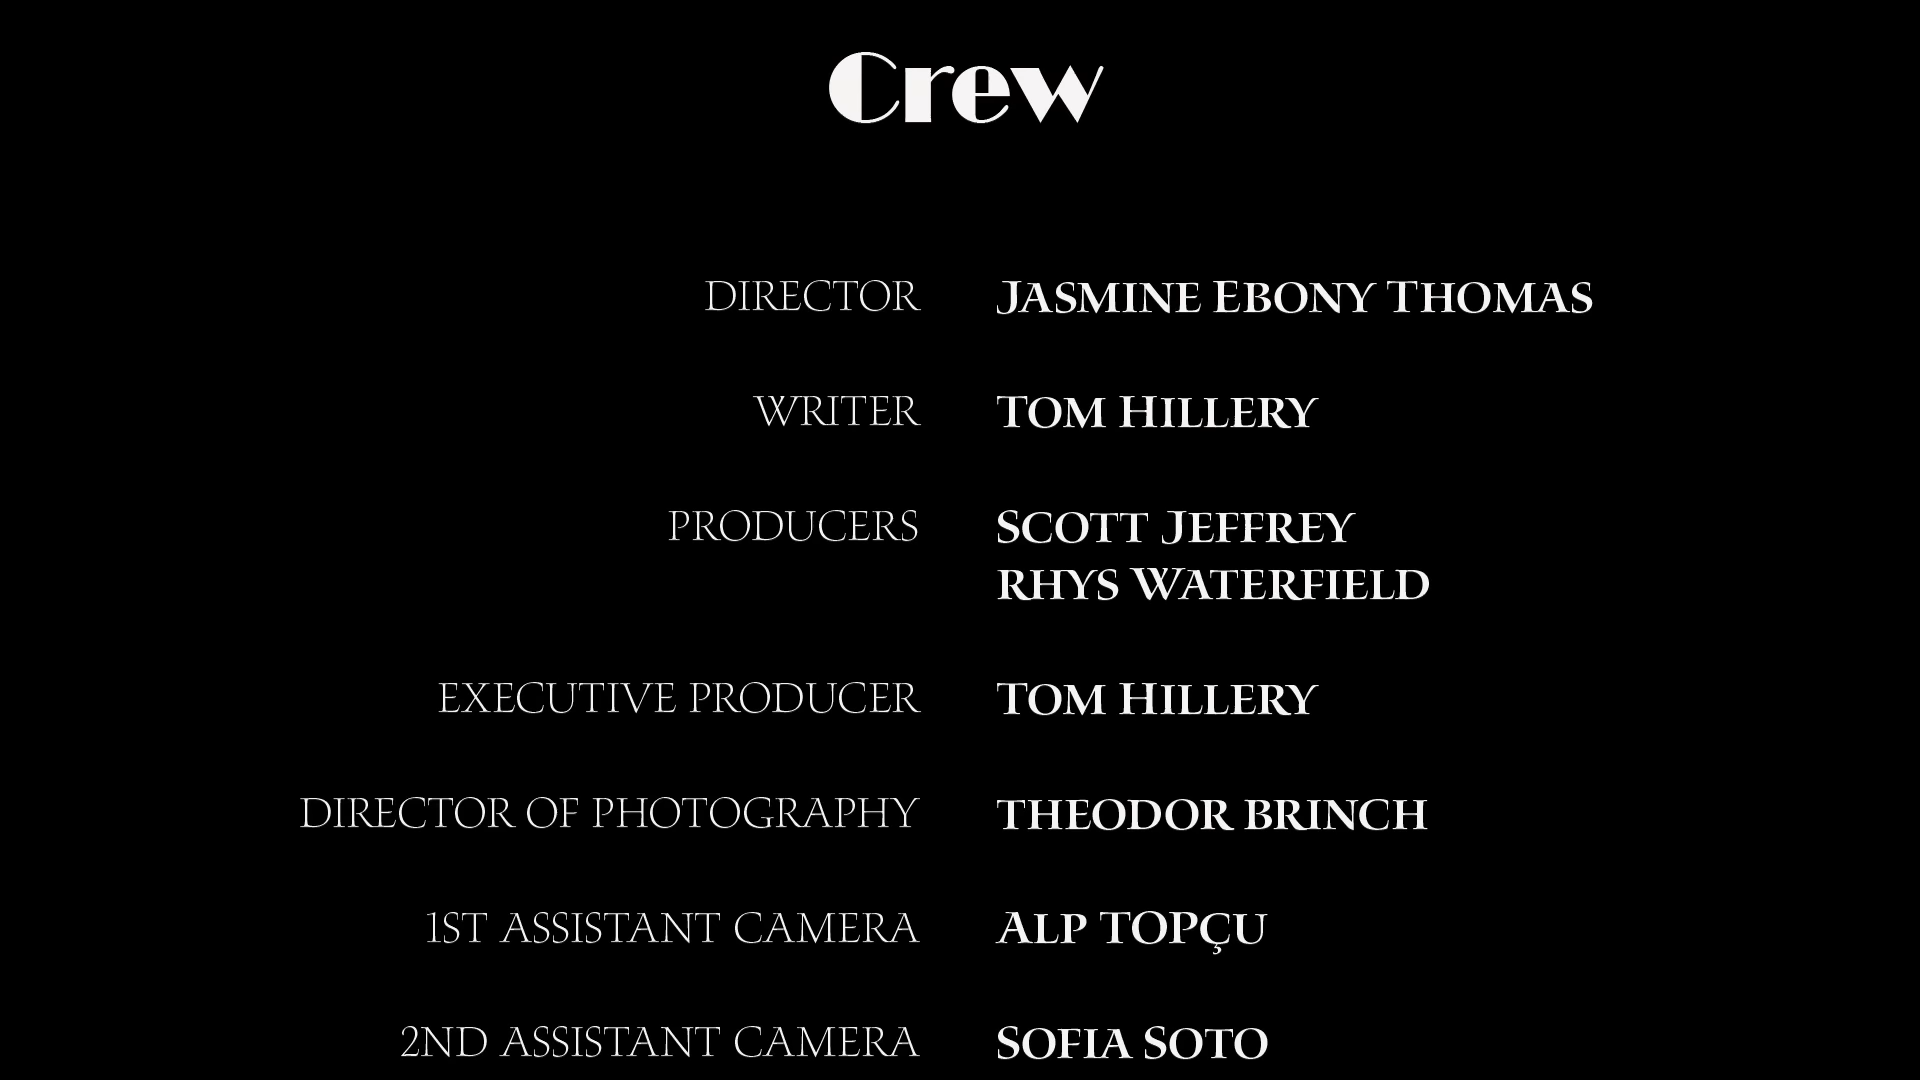 Crew
DIRECTOR JASMINE EBONY THOMAS
WRITER TOM HILLERY
PRODUCERS SCOTT JEFFREY
RHYS WATERFIELD
EXECUTIVE PRODUCER TOM HILLERY
DIRECTOR OF PHOTOGRAPHY THEODOR BRINCH
1ST ASSISTANT CAMERA ALP TOPÇU
2ND ASSISTANT CAMERA SOFIA SOTO